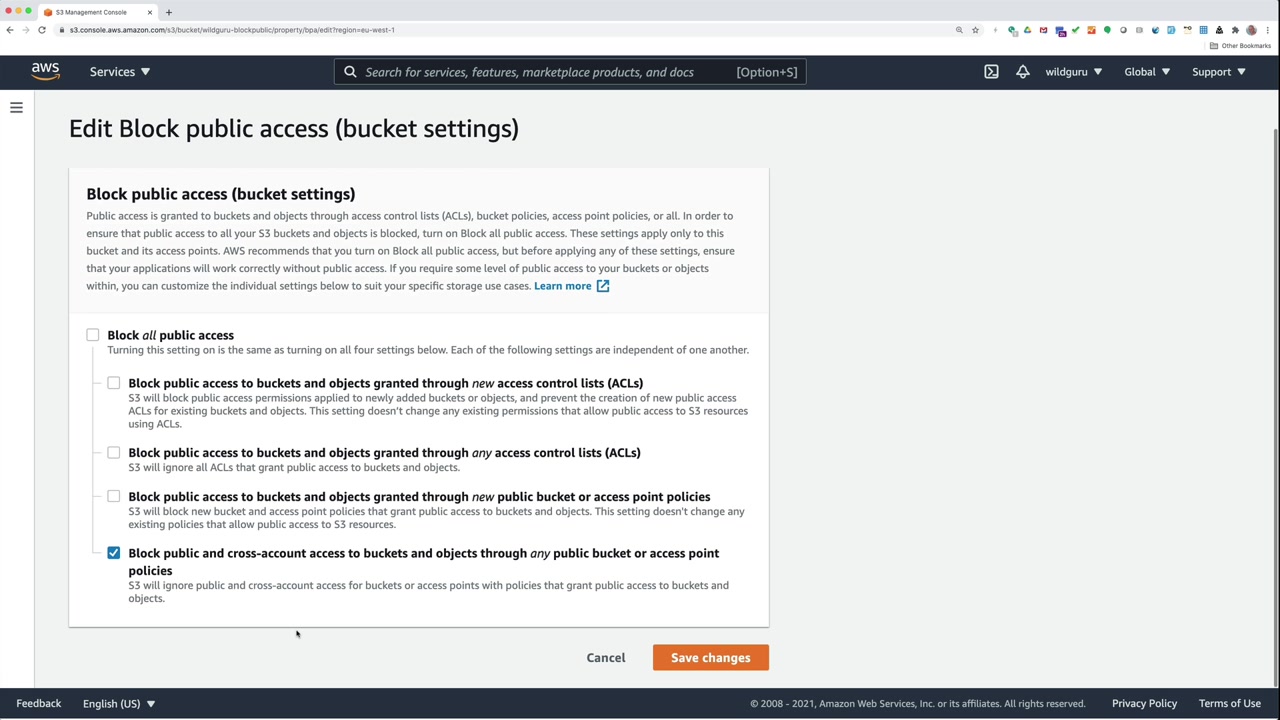 S3 Management Console
s3.console.aws.amazon.com/s3/bucket/wildguru-blockpublic/property/bpa/edit?region=eu-west-1
Other Bookmarks
aws
Services
Search for services, features, marketplace products, and docs
[Option+S]
wildguru
Global
Support
Edit Block public access (bucket settings)
Block public access (bucket settings)
Public access is granted to buckets and objects through access control lists (ACLs), bucket policies, access point policies, or all. In order
to ensure that public access to all your S3 buckets and objects is blocked, turn on Block all public access. These settings apply only to this
bucket and its access points. AWS recommends that you turn on Block all public access, but before applying any of these settings, ensure
that your applications will work correctly without public access. If you require some level of public access to your buckets or objects
within, you can customize the individual settings below to suit your specific storage use cases. Learn more
Block all public access
Turning this setting on is the same as turning on all four settings below. Each of the following settings are independent of one another.
Block public access to buckets and objects granted through new access control lists (ACLs)
S3 will block public access permissions applied to newly added buckets or objects, and prevent the creation of new public access
ACLs for existing buckets and objects. This setting doesn't change any existing permissions that allow public access to S3 resources
using ACLs.
Block public access to buckets and objects granted through any access control lists (ACLs)
S3 will ignore all ACLs that grant public access to buckets and objects.
Block public access to buckets and objects granted through new public bucket or access point policies
S3 will block new bucket and access point policies that grant public access to buckets and objects. This setting doesn't change any
existing policies that allow public access to S3 resources.
Block public and cross-account access to buckets and objects through any public bucket or access point
policies
S3 will ignore public and cross-account access for buckets or access points with policies that grant public access to buckets and
objects.
Cancel
Save changes
Feedback
English (US)
© 2008 - 2021, Amazon Web Services, Inc. or its affiliates. All rights reserved.
Privacy Policy
Terms of Use